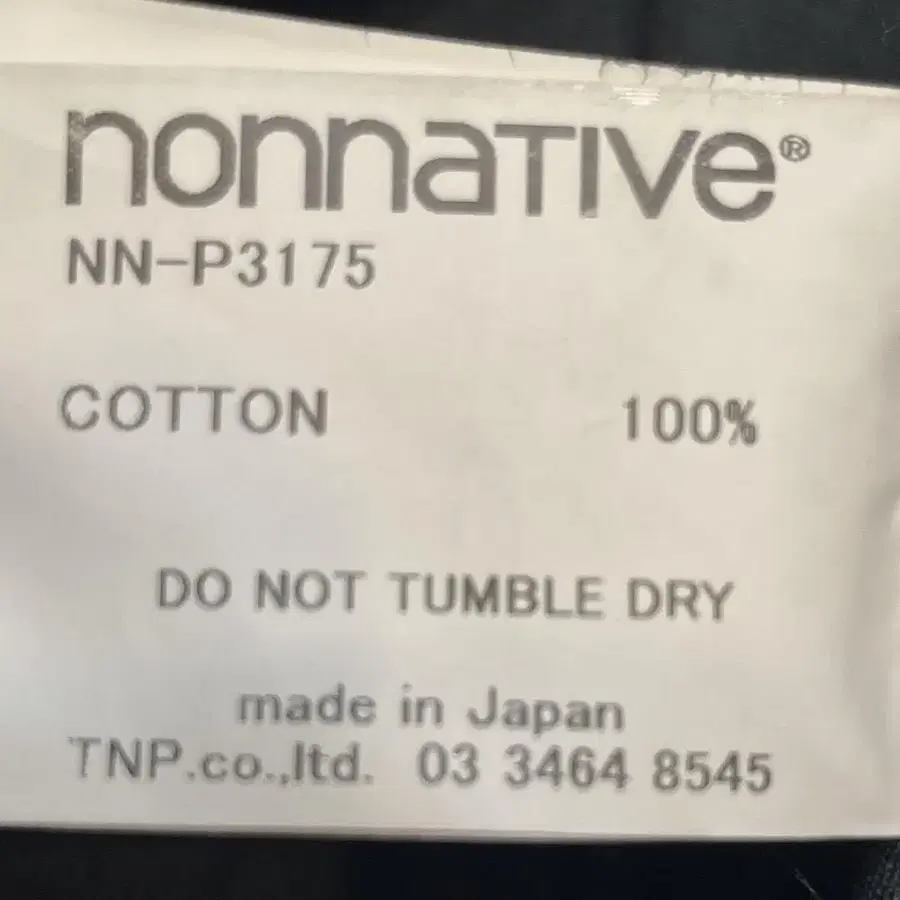 nonnaTIVe®
NN-P3175
COTTON 100%
DO NOT TUMBLE DRY
made in Japan
TNP.co.,ltd. 03 3464 8545